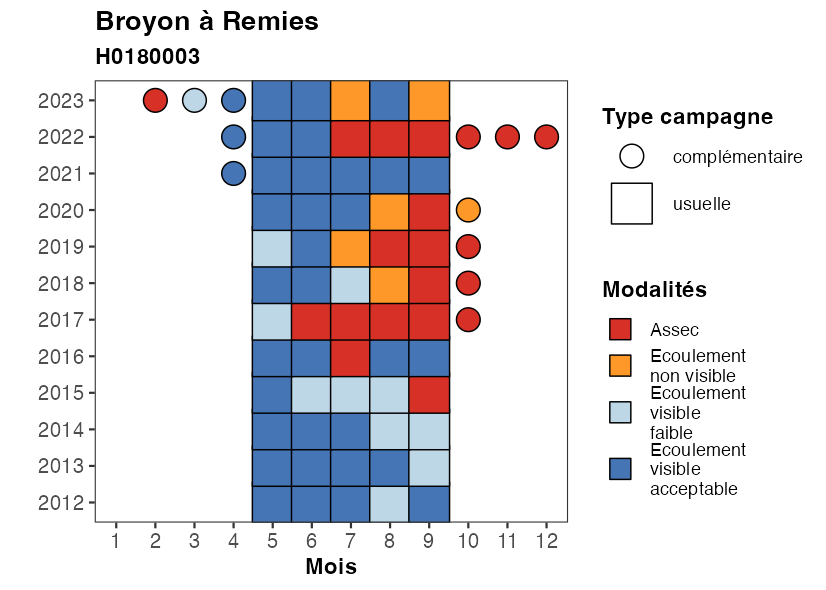 Broyon à Remies
H0180003
2023
2022
2021
2020
2019
2018
2017
2016
2015
2014
2013
2012
1 2 3 4 5 6 7 8 9 10 11 12
Mois
Type campagne
complémentaire
usuelle
Modalités
Assec
Ecoulement
non visible
Ecoulement
visible
faible
Ecoulement
visible
acceptable